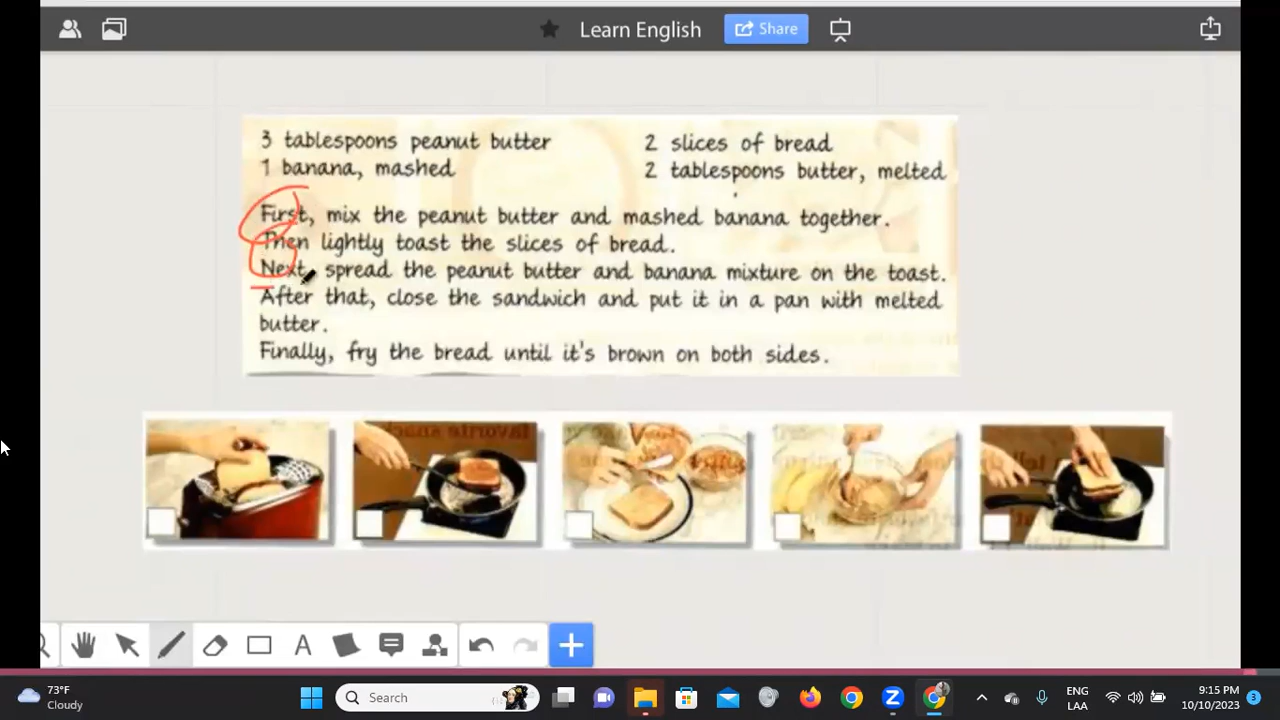 Learn English
Share
3 tablespoons peanut butter
2 slices of bread
1 banana, mashed
2 tablespoons butter, melted
First, mix the peanut butter and mashed banana together.
Then lightly toast the slices of bread.
Next, spread the peanut butter and banana mixture on the toast.
After that, close the sandwich and put it in a pan with melted
butter.
Finally, fry the bread until it's brown on both sides.
favorite snack
A
73°F
Cloudy
Search
ENG
LAA
9:15 PM
10/10/2023
3